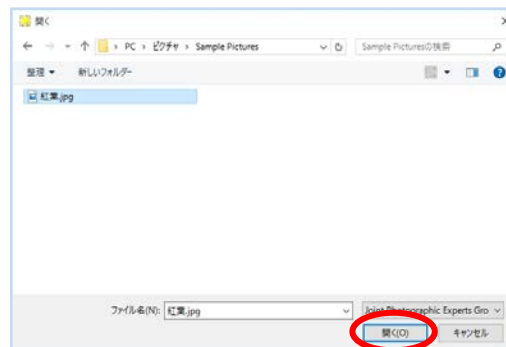 開く
PC › ピクチャ › Sample Pictures
Sample Picturesの検索
整理 新しいフォルダー
紅葉.jpg
ファイル名(N): 紅葉.jpg
Joint Photographic Experts Gro
開く(O) キャンセル